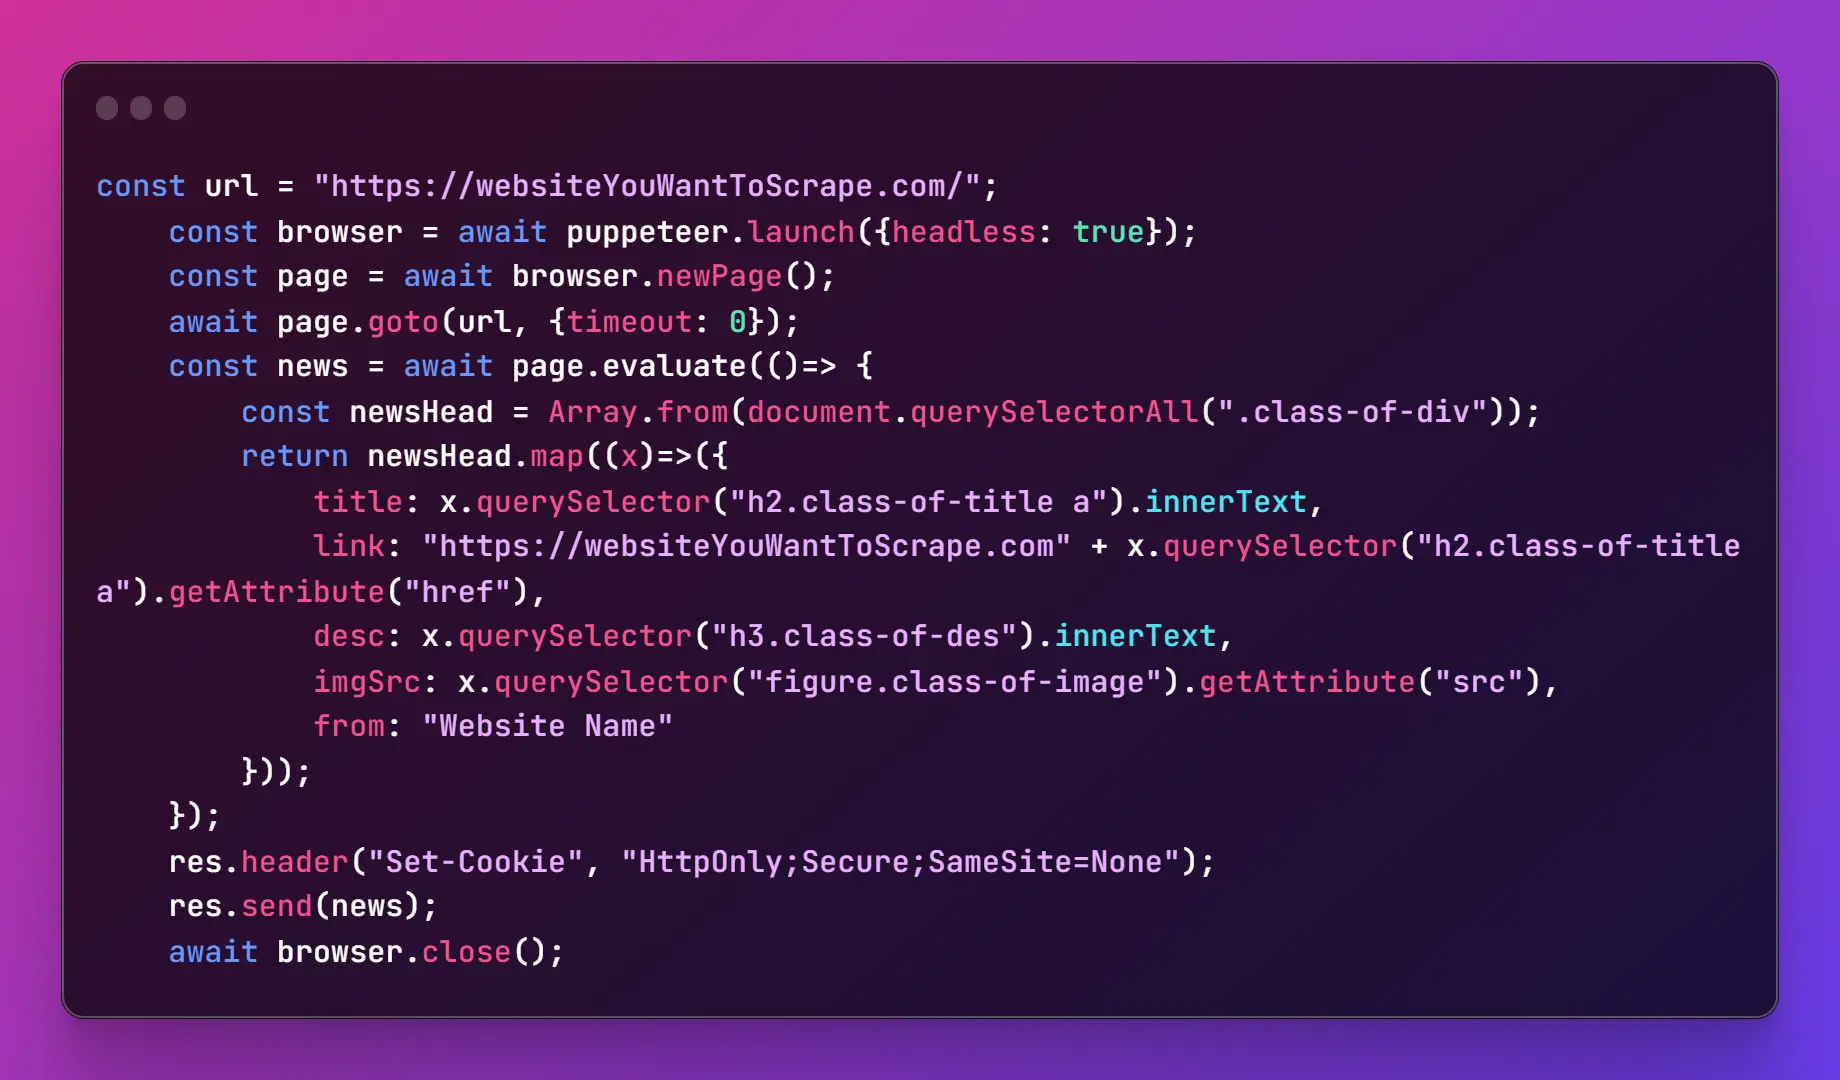 const url = "https://websiteYouWantToScrape.com/";
    const browser = await puppeteer.launch({headless: true});
    const page = await browser.newPage();
    await page.goto(url, {timeout: 0});
    const news = await page.evaluate(()=> {
        const newsHead = Array.from(document.querySelectorAll(".class-of-div"));
        return newsHead.map((x)=>({
            title: x.querySelector("h2.class-of-title a").innerText,
            link: "https://websiteYouWantToScrape.com" + x.querySelector("h2.class-of-title
a").getAttribute("href"),
            desc: x.querySelector("h3.class-of-des").innerText,
            imgSrc: x.querySelector("figure.class-of-image").getAttribute("src"),
            from: "Website Name"
        }));
    });
    res.header("Set-Cookie", "HttpOnly;Secure;SameSite=None");
    res.send(news);
    await browser.close();